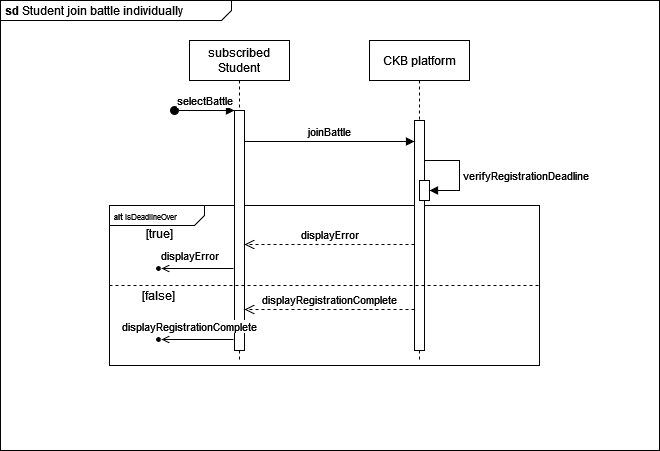 sd Student join battle individually
subscribed
Student
CKB platform
selectBattle
joinBattle
verifyRegistrationDeadline
alt isDeadlineOver
[true]
displayError
displayError
[false]
displayRegistrationComplete
displayRegistrationComplete